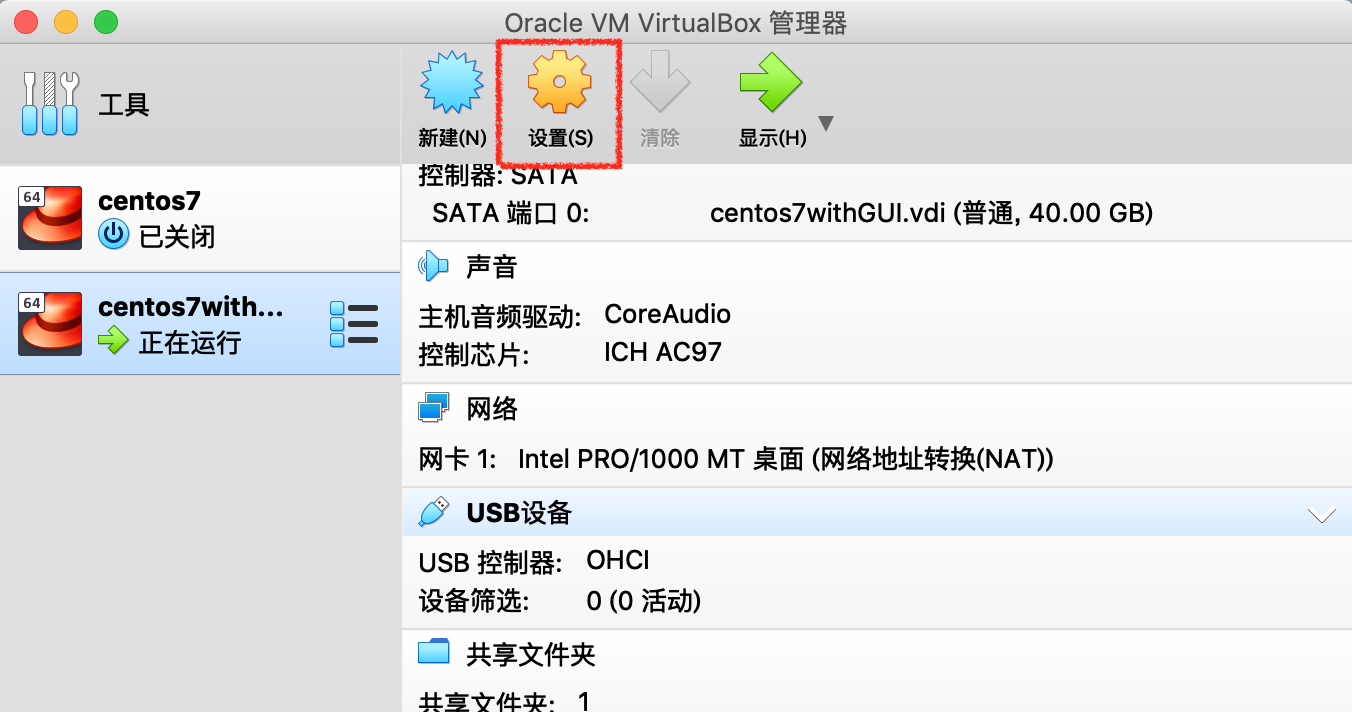 Oracle VM VirtualBox 管理器
工具
新建(N)
设置(S)
清除
显示(H)
64
centos7
已关闭
64
centos7with...
正在运行
控制器: SATA
SATA 端口 0: centos7withGUI.vdi (普通, 40.00 GB)
声音
主机音频驱动: CoreAudio
控制芯片: ICH AC97
网络
网卡 1: Intel PRO/1000 MT 桌面 (网络地址转换(NAT))
USB设备
USB 控制器: OHCI
设备筛选: 0 (0 活动)
共享文件夹
共享文件夹: 1